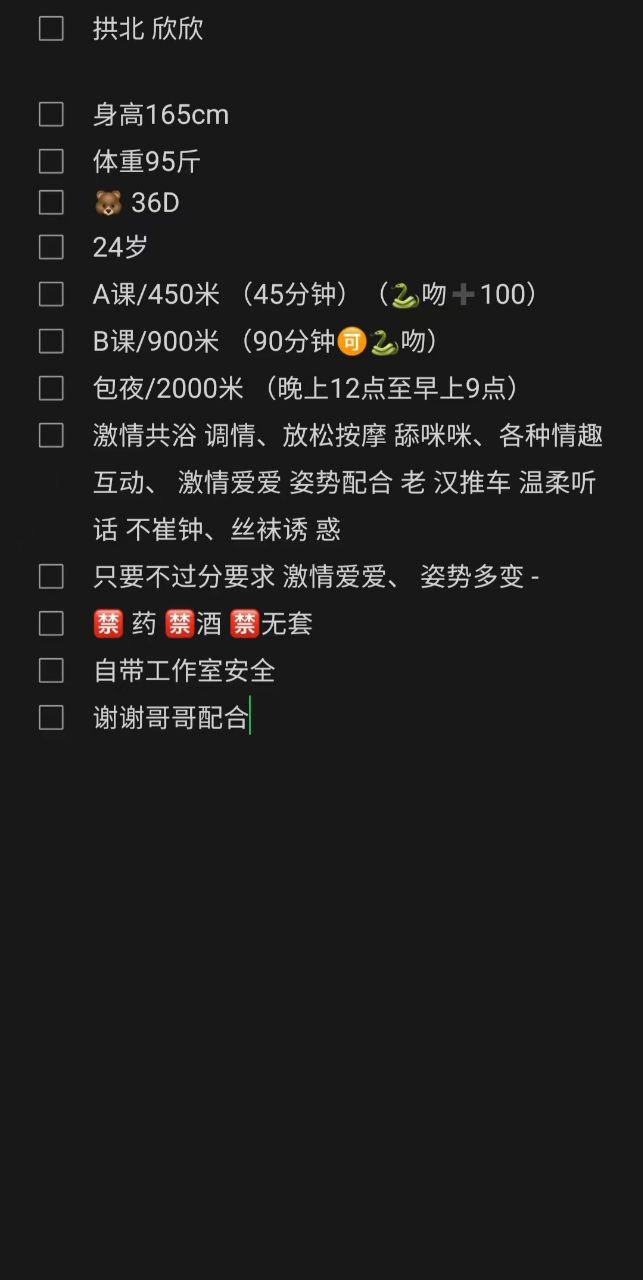 拱北 欣欣
身高165cm
体重95斤
🐻 36D
24岁
A课/450米 （45分钟）（🐍吻➕100）
B课/900米 （90分钟🉑🐍吻）
包夜/2000米 （晚上12点至早上9点）
激情共浴 调情、放松按摩 舔咪咪、各种情趣
互动、 激情爱爱 姿势配合 老 汉推车 温柔听
话 不崔钟、丝袜诱 惑
只要不过分要求 激情爱爱、 姿势多变 -
🈲 药 🈲酒 🈲无套
自带工作室安全
谢谢哥哥配合